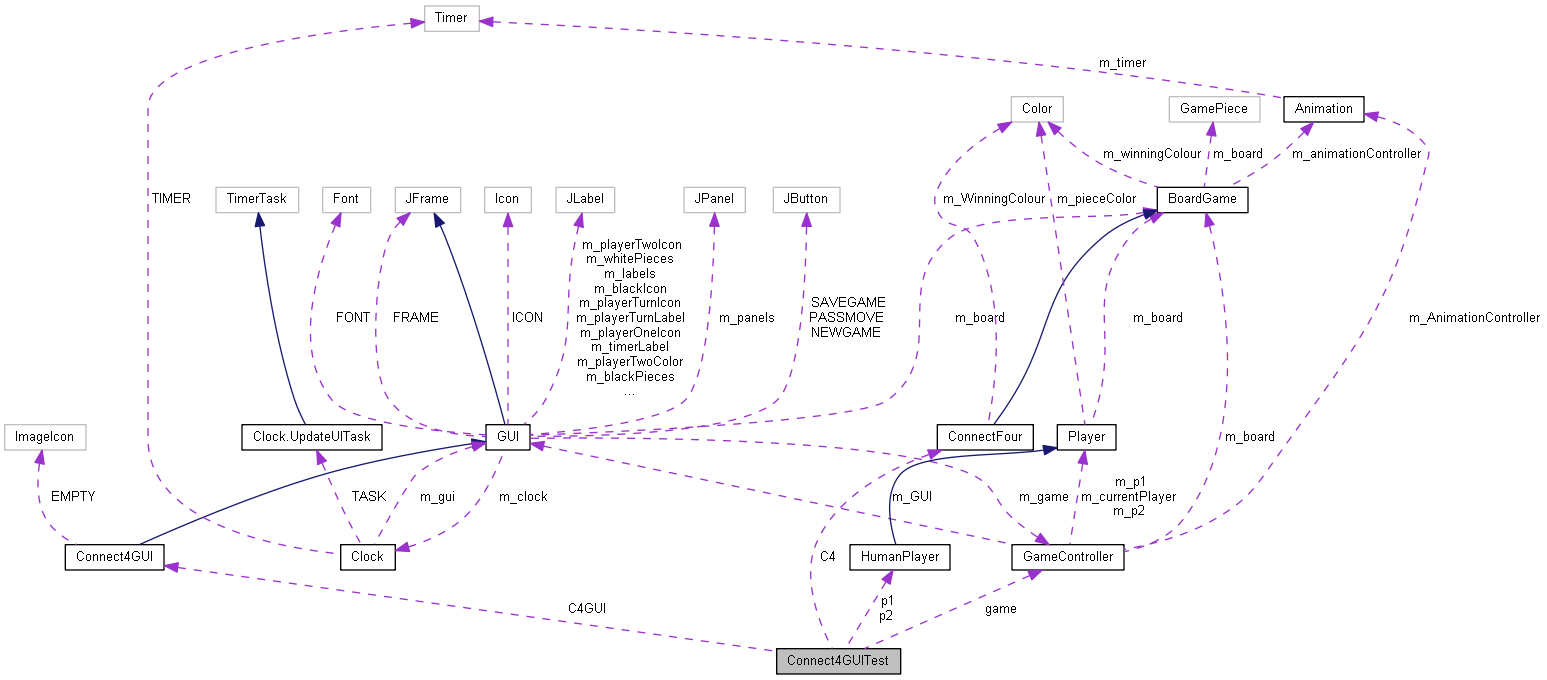 Timer
m_timer
Color
GamePiece
Animation
m_winningColour
m_board
m_animationController
TIMER
TimerTask
Font
JFrame
Icon
JLabel
JPanel
JButton
m_WinningColour
m_pieceColor
BoardGame
m_playerTwoIcon
m_whitePieces
m_labels
m_blackIcon
m_playerTurnIcon
m_playerTurnLabel
m_playerOneIcon
m_timerLabel
m_playerTwoColor
m_blackPieces
...
FONT
FRAME
ICON
m_panels
SAVEGAME
PASSMOVE
NEWGAME
m_board
m_board
m_AnimationController
ImageIcon
Clock.UpdateUITask
GUI
ConnectFour
Player
m_board
EMPTY
TASK
m_gui
m_clock
m_GUI
m_game
m_p1
m_currentPlayer
m_p2
Connect4GUI
Clock
C4
HumanPlayer
GameController
C4GUI
p1
p2
game
Connect4GUITest